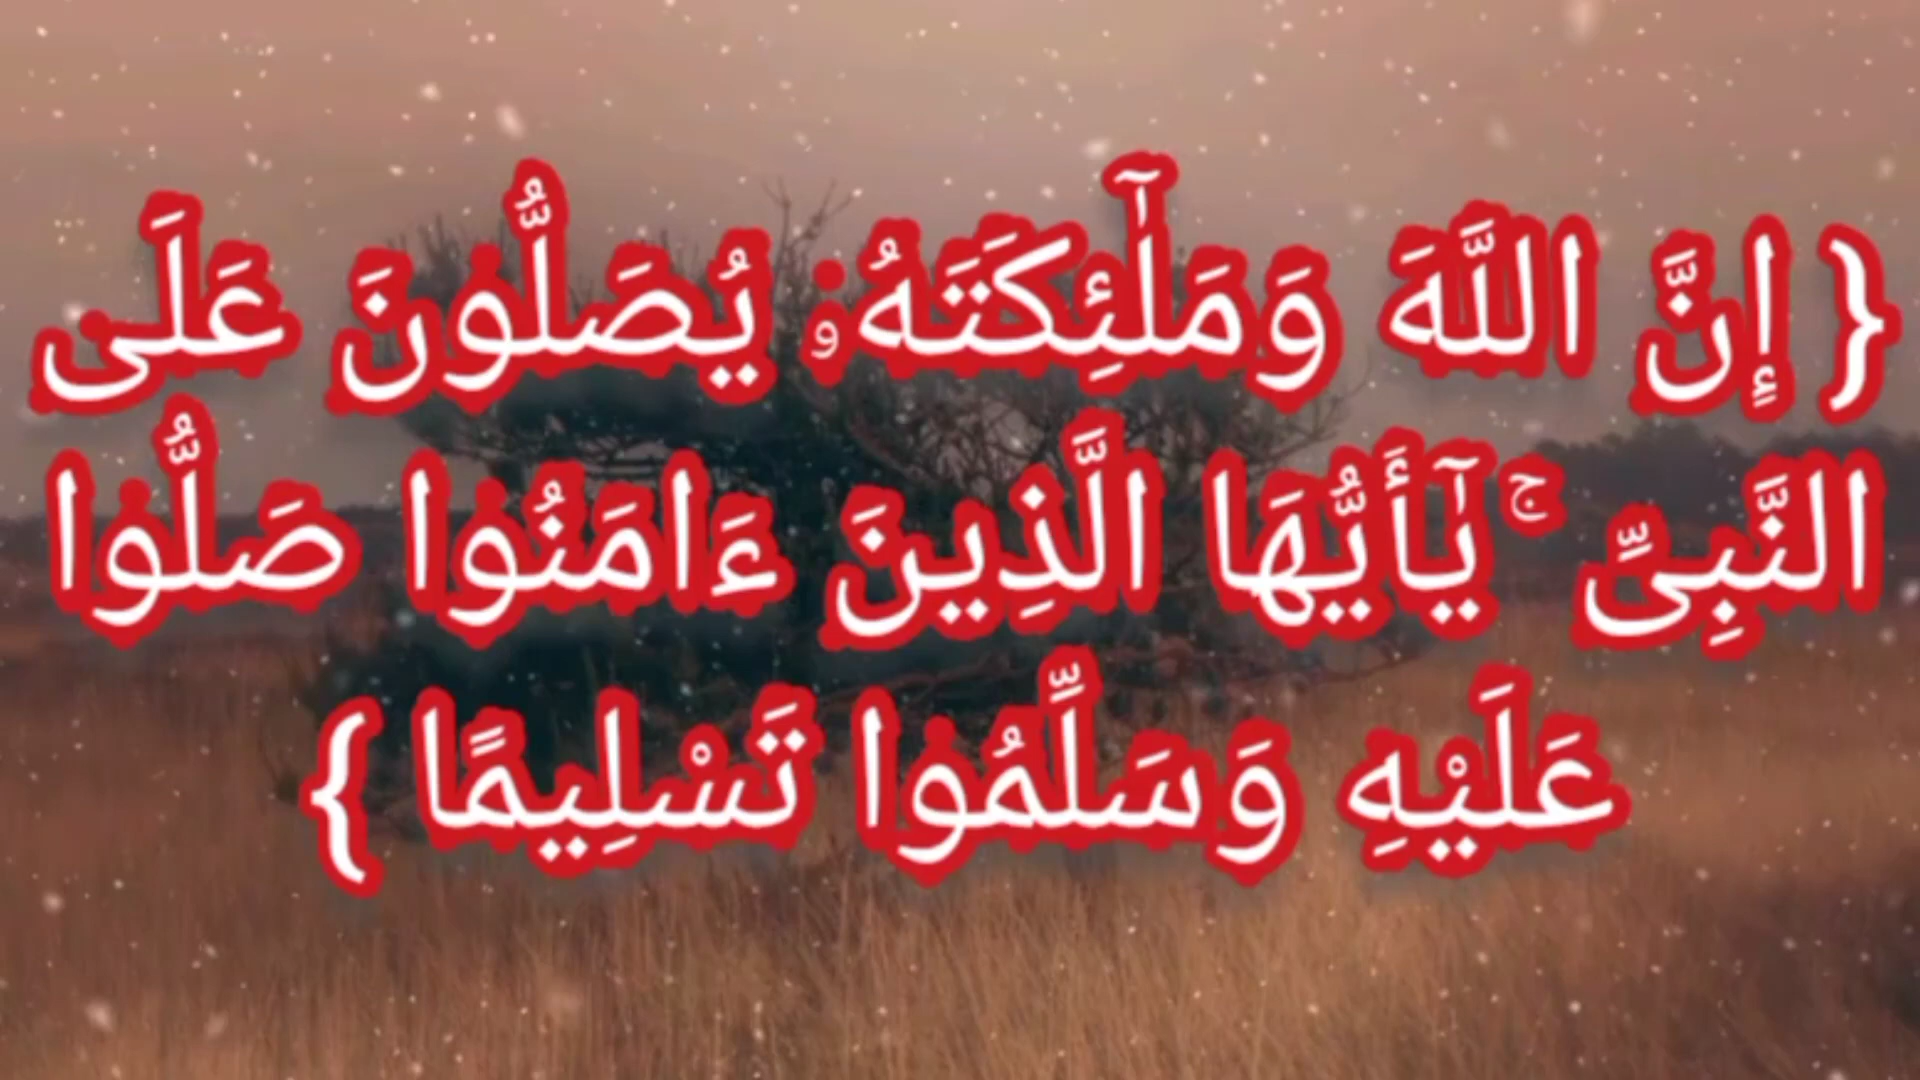 { إِنَّ اللَّهَ وَمَلَٰٓئِكَتَهُۥ يُصَلُّونَ عَلَى
النَّبِىِّ ۚ يَٰٓأَيُّهَا الَّذِينَ ءَامَنُوا صَلُّوا
عَلَيْهِ وَسَلِّمُوا تَسْلِيمًا }